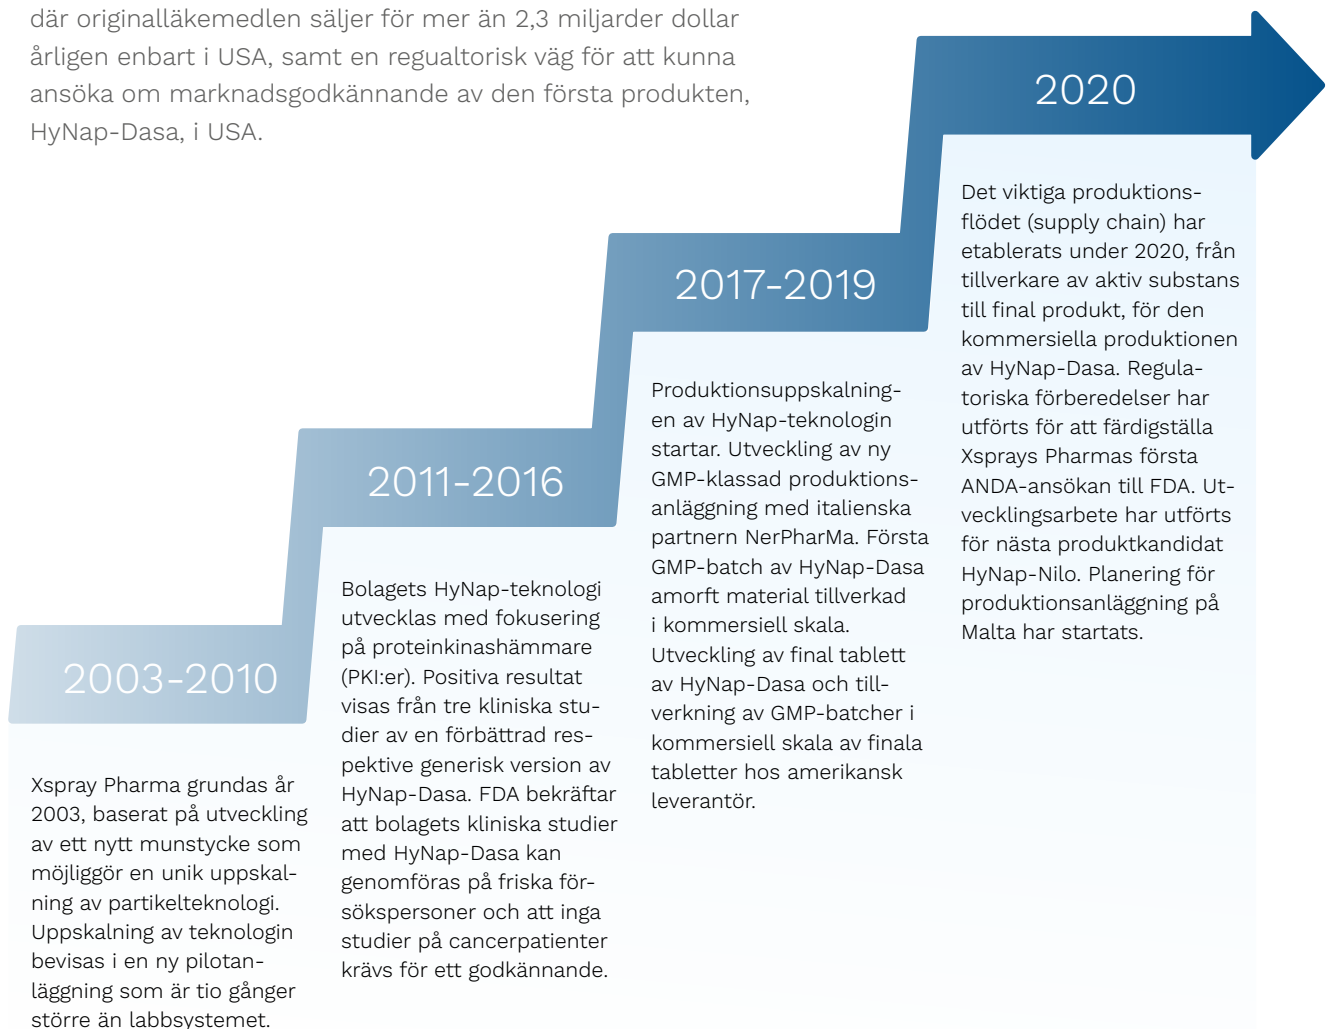 där originalläkemedlen säljer för mer än 2,3 miljarder dollar
årligen enbart i USA, samt en regualtorisk väg för att kunna
ansöka om marknadsgodkännande av den första produkten,
HyNap-Dasa, i USA.
2003-2010
Xspray Pharma grundas år
2003, baserat på utveckling
av ett nytt munstycke som
möjliggör en unik uppskal-
ning av partikelteknologi.
Uppskalning av teknologin
bevisas i en ny pilotan-
läggning som är tio gånger
större än labbsystemet.
2011-2016
Bolagets HyNap-teknologi
utvecklas med fokusering
på proteinkinashämmare
(PKI:er). Positiva resultat
visas från tre kliniska stu-
dier av en förbättrad res-
pektive generisk version av
HyNap-Dasa. FDA bekräftar
att bolagets kliniska studier
med HyNap-Dasa kan
genomföras på friska för-
sökspersoner och att inga
studier på cancerpatienter
krävs för ett godkännande.
2017-2019
Produktionsuppskalning-
en av HyNap-teknologin
startar. Utveckling av ny
GMP-klassad produktions-
anläggning med italienska
partnern NerPharMa. Första
GMP-batch av HyNap-Dasa
amorft material tillverkad
i kommersiell skala.
Utveckling av final tablett
av HyNap-Dasa och till-
verkning av GMP-batcher i
kommersiell skala av finala
tabletter hos amerikansk
leverantör.
2020
Det viktiga produktions-
flödet (supply chain) har
etablerats under 2020, från
tillverkare av aktiv substans
till final produkt, för den
kommersiella produktionen
av HyNap-Dasa. Regula-
toriska förberedelser har
utförts för att färdigställa
Xsprays Pharmas första
ANDA-ansökan till FDA. Ut-
vecklingsarbete har utförts
för nästa produktkandidat
HyNap-Nilo. Planering för
produktionsanläggning på
Malta har startats.